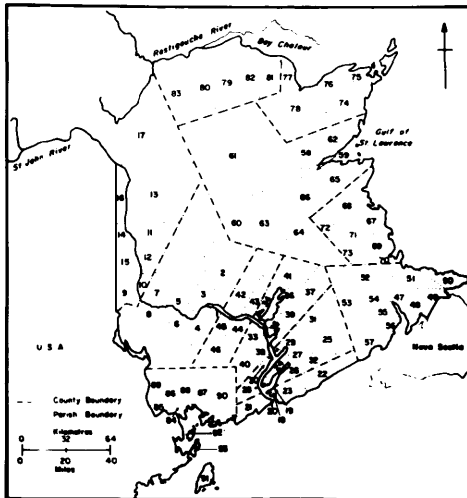 Restigouche River
Bay Chaleur
83 80 79 82 81 77 76 75
78 74
17
62
Gulf of
St Lawrence
61 58 59
St John River
65
66
16 13 68
67
60 63 64 72 71
14 11 69
73
15 12 70
2 41 52 51 50
9 10 7 42 43 36 37 53 54 47 48 49
5 3
8 6 4 45 44 33 30 31 55
56
46 38 29 25 57
27 32
40 26 22
USA
Nova Scotia
89 86 88 87 90 28 23
85 21 20 19
84 18
92
93
91
County Boundary
Parish Boundary
Kilometres
0 32 64
0 20 40
Miles